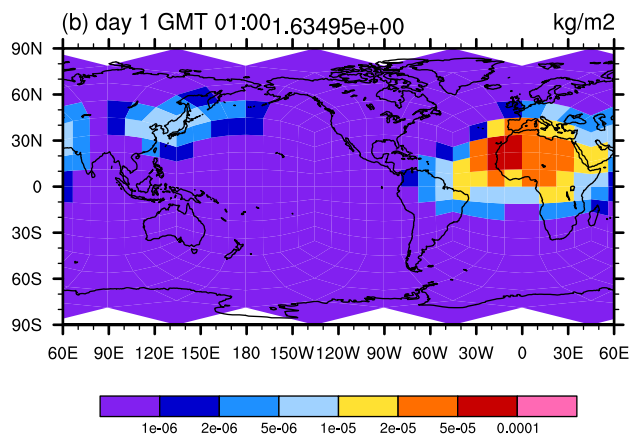 (b) day 1 GMT 01:00 1.63495e+00 kg/m2
90N
60N
30N
0
30S
60S
90S
60E 90E 120E 150E 180 150W 120W 90W 60W 30W 0 30E 60E
1e-06 2e-06 5e-06 1e-05 2e-05 5e-05 0.0001